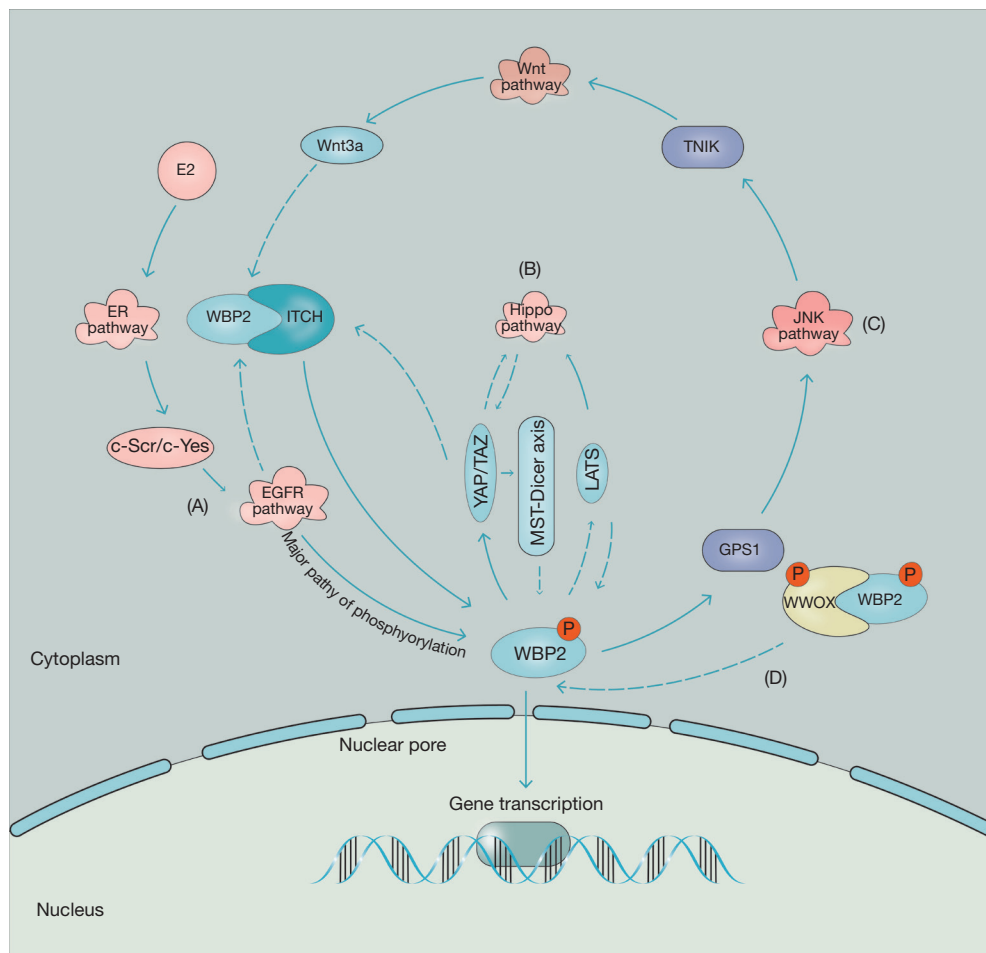 Wnt
pathway
Wnt3a
TNIK
E2
(B)
ER
pathway
WBP2
ITCH
Hippo
pathway
JNK
pathway
(C)
c-Scr/c-Yes
YAP/TAZ
MST-Dicer axis
LATS
(A)
EGFR
pathway
Major pathy of phosphyorylation
GPS1
P
P
WWOX
WBP2
P
WBP2
Cytoplasm
(D)
Nuclear pore
Gene transcription
Nucleus